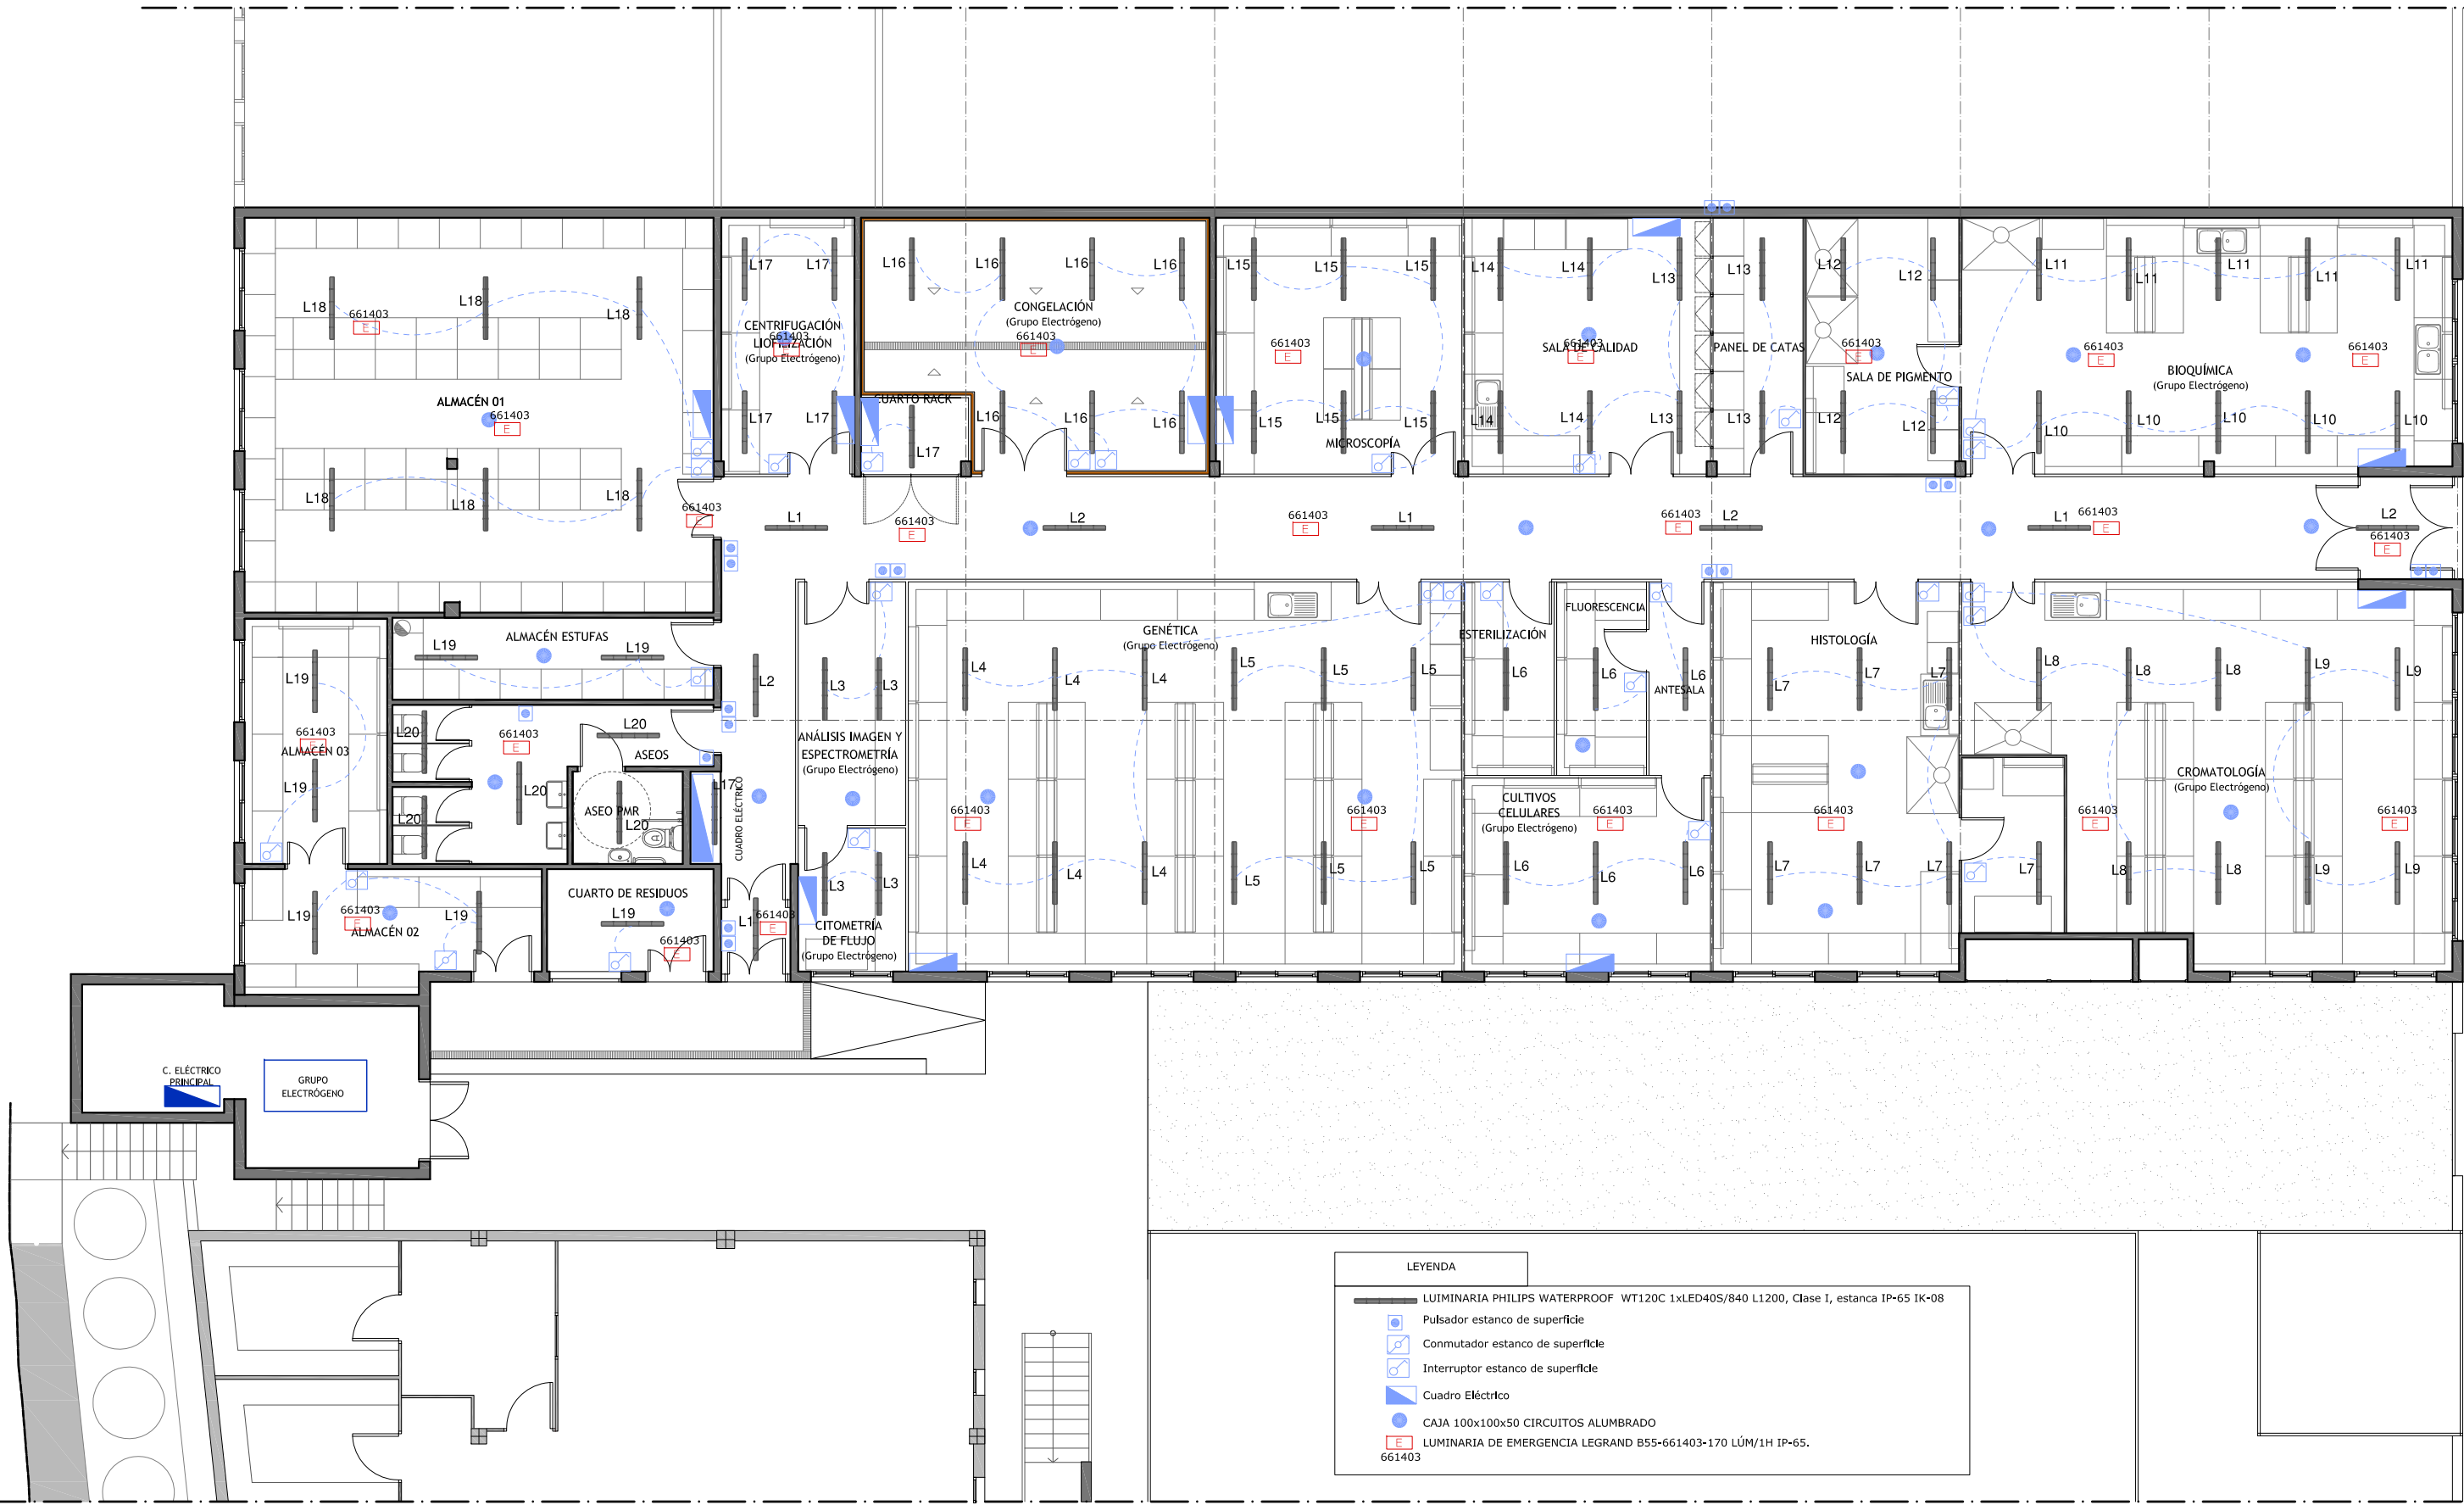 L17
L17
L16
L16
L16
L16
L15
L15
L15
L14
L14
L13
L13
L12
L12
L11
L11
L11
L11
L11
L18
L18
L18
661403
E
CENTRIFUGACIÓN
LIOFILIZACIÓN
(Grupo Electrógeno)
661403
E
CONGELACIÓN
(Grupo Electrógeno)
661403
E
661403
E
SALA DE CALIDAD
661403
E
PANEL DE CATAS
661403
E
SALA DE PIGMENTO
661403
E
BIOQUÍMICA
(Grupo Electrógeno)
661403
E
ALMACÉN 01
661403
E
CUARTO RACK
L17
L17
L17
L16
L16
L16
L15
L15
L15
MICROSCOPÍA
L14
L14
L13
L13
L12
L12
L10
L10
L10
L10
L10
L18
L18
L18
661403
E
L1
661403
E
L2
661403
E
L1
661403
E
L2
L1
661403
E
L2
661403
E
ALMACÉN ESTUFAS
L19
L19
L19
L2
L3
L3
GENÉTICA
(Grupo Electrógeno)
L4
L4
L4
L5
L5
L5
ESTERILIZACIÓN
L6
FLUORESCENCIA
L6
L6
ANTESALA
HISTOLOGÍA
L7
L7
L7
L8
L8
L8
L9
L9
661403
E
ALMACÉN 03
L19
L20
661403
E
L20
ASEOS
L20
L20
ASEO PMR
L20
L17
CUADRO ELÉCTRICO
ANÁLISIS IMAGEN Y
ESPECTROMETRÍA
(Grupo Electrógeno)
661403
E
661403
E
CULTIVOS
CELULARES
(Grupo Electrógeno)
661403
E
661403
E
CROMATOLOGÍA
(Grupo Electrógeno)
661403
E
661403
E
L19
661403
E
L19
ALMACÉN 02
CUARTO DE RESIDUOS
L19
661403
E
L1
661403
E
L3
L3
CITOMETRÍA
DE FLUJO
(Grupo Electrógeno)
L4
L4
L4
L5
L5
L5
L6
L6
L6
L7
L7
L7
L7
L8
L8
L9
L9
C. ELÉCTRICO
PRINCIPAL
GRUPO
ELECTRÓGENO
LEYENDA
LUIMINARIA PHILIPS WATERPROOF WT120C 1xLED40S/840 L1200, Clase I, estanca IP-65 IK-08
Pulsador estanco de superficie
Conmutador estanco de superficie
Interruptor estanco de superficie
Cuadro Eléctrico
CAJA 100x100x50 CIRCUITOS ALUMBRADO
E
LUMINARIA DE EMERGENCIA LEGRAND B55-661403-170 LÚM/1H IP-65.
661403